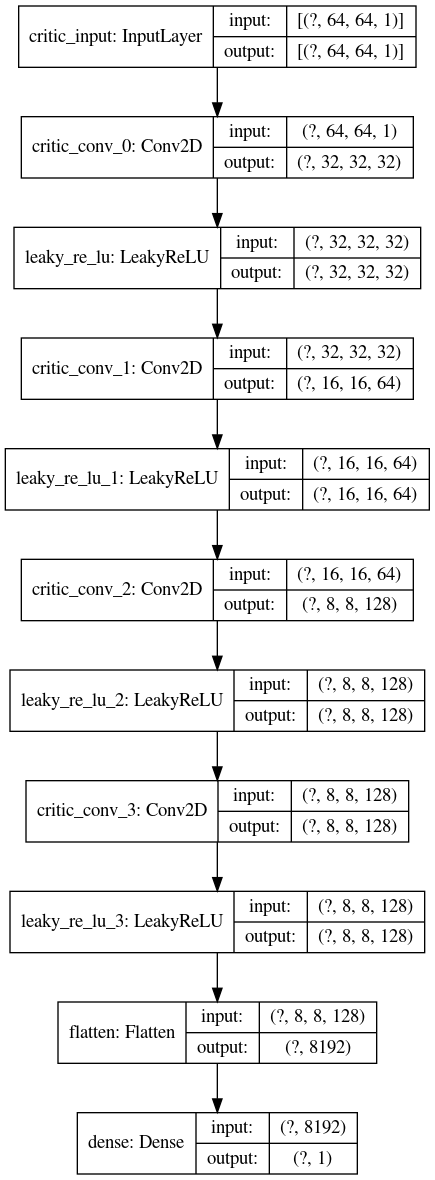 critic_input: InputLayer
input: [(?, 64, 64, 1)]
output: [(?, 64, 64, 1)]
critic_conv_0: Conv2D
input: (?, 64, 64, 1)
output: (?, 32, 32, 32)
leaky_re_lu: LeakyReLU
input: (?, 32, 32, 32)
output: (?, 32, 32, 32)
critic_conv_1: Conv2D
input: (?, 32, 32, 32)
output: (?, 16, 16, 64)
leaky_re_lu_1: LeakyReLU
input: (?, 16, 16, 64)
output: (?, 16, 16, 64)
critic_conv_2: Conv2D
input: (?, 16, 16, 64)
output: (?, 8, 8, 128)
leaky_re_lu_2: LeakyReLU
input: (?, 8, 8, 128)
output: (?, 8, 8, 128)
critic_conv_3: Conv2D
input: (?, 8, 8, 128)
output: (?, 8, 8, 128)
leaky_re_lu_3: LeakyReLU
input: (?, 8, 8, 128)
output: (?, 8, 8, 128)
flatten: Flatten
input: (?, 8, 8, 128)
output: (?, 8192)
dense: Dense
input: (?, 8192)
output: (?, 1)